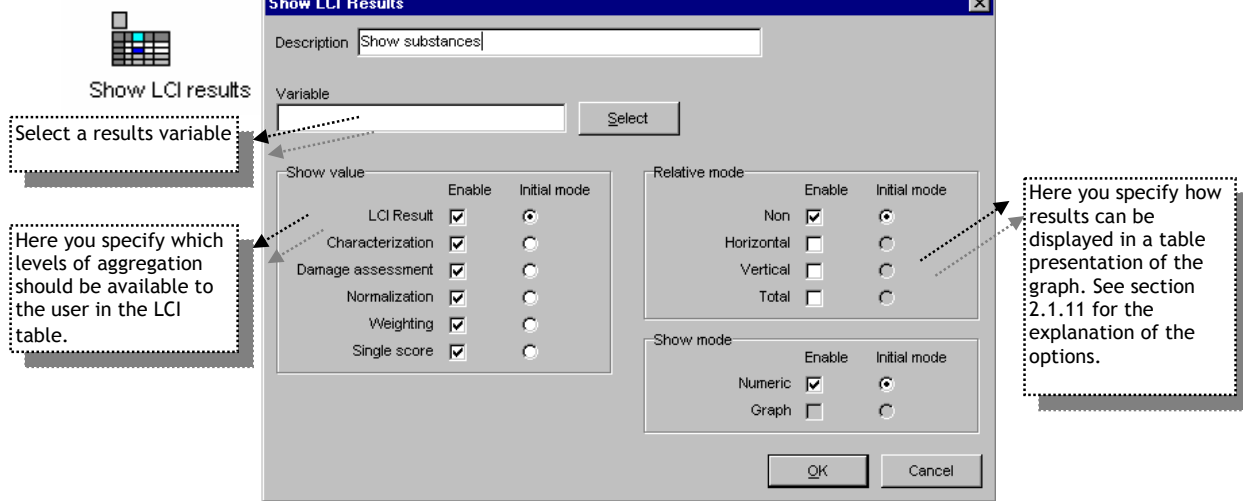 Show LCI Results
Description Show substances
Show LCI results
Variable
Select
Select a results variable
Show value
Enable Initial mode
LCI Result
Characterization
Damage assessment
Normalization
Weighting
Single score
Here you specify which
levels of aggregation
should be available to
the user in the LCI
table.
Relative mode
Enable Initial mode
Non
Horizontal
Vertical
Total
Show mode
Enable Initial mode
Numeric
Graph
Here you specify how
results can be
displayed in a table
presentation of the
graph. See section
2.1.11 for the
explanation of the
options.
OK Cancel